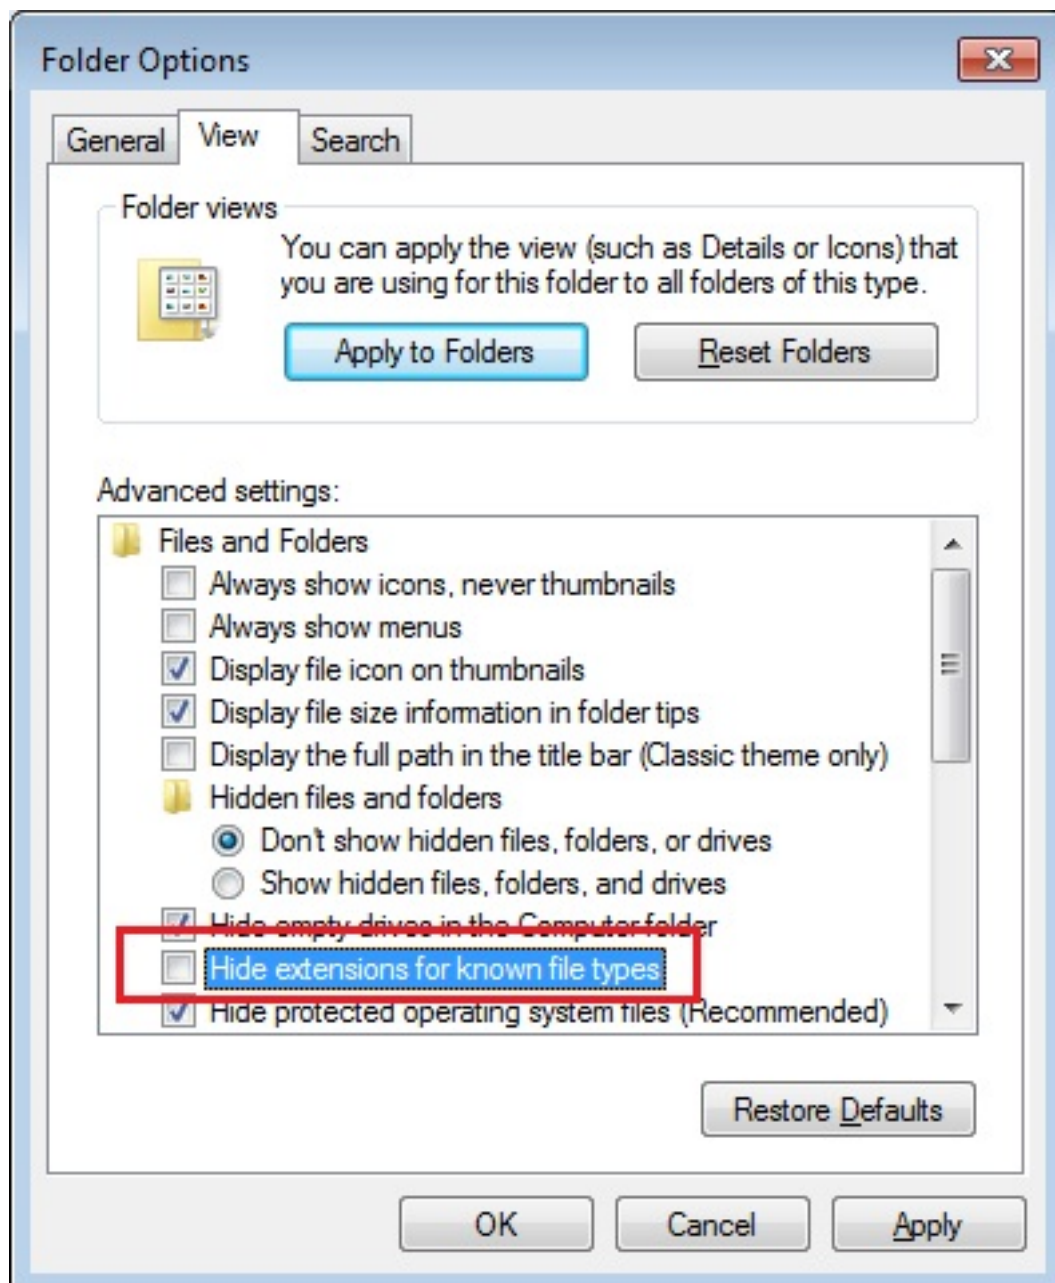 Folder Options
General View Search
Folder views
You can apply the view (such as Details or Icons) that
you are using for this folder to all folders of this type.
Apply to Folders Reset Folders
Advanced settings:
Files and Folders
Always show icons, never thumbnails
Always show menus
Display file icon on thumbnails
Display file size information in folder tips
Display the full path in the title bar (Classic theme only)
Hidden files and folders
Don't show hidden files, folders, or drives
Show hidden files, folders, and drives
Hide empty drives in the Computer folder
Hide extensions for known file types
Hide protected operating system files (Recommended)
Restore Defaults
OK Cancel Apply